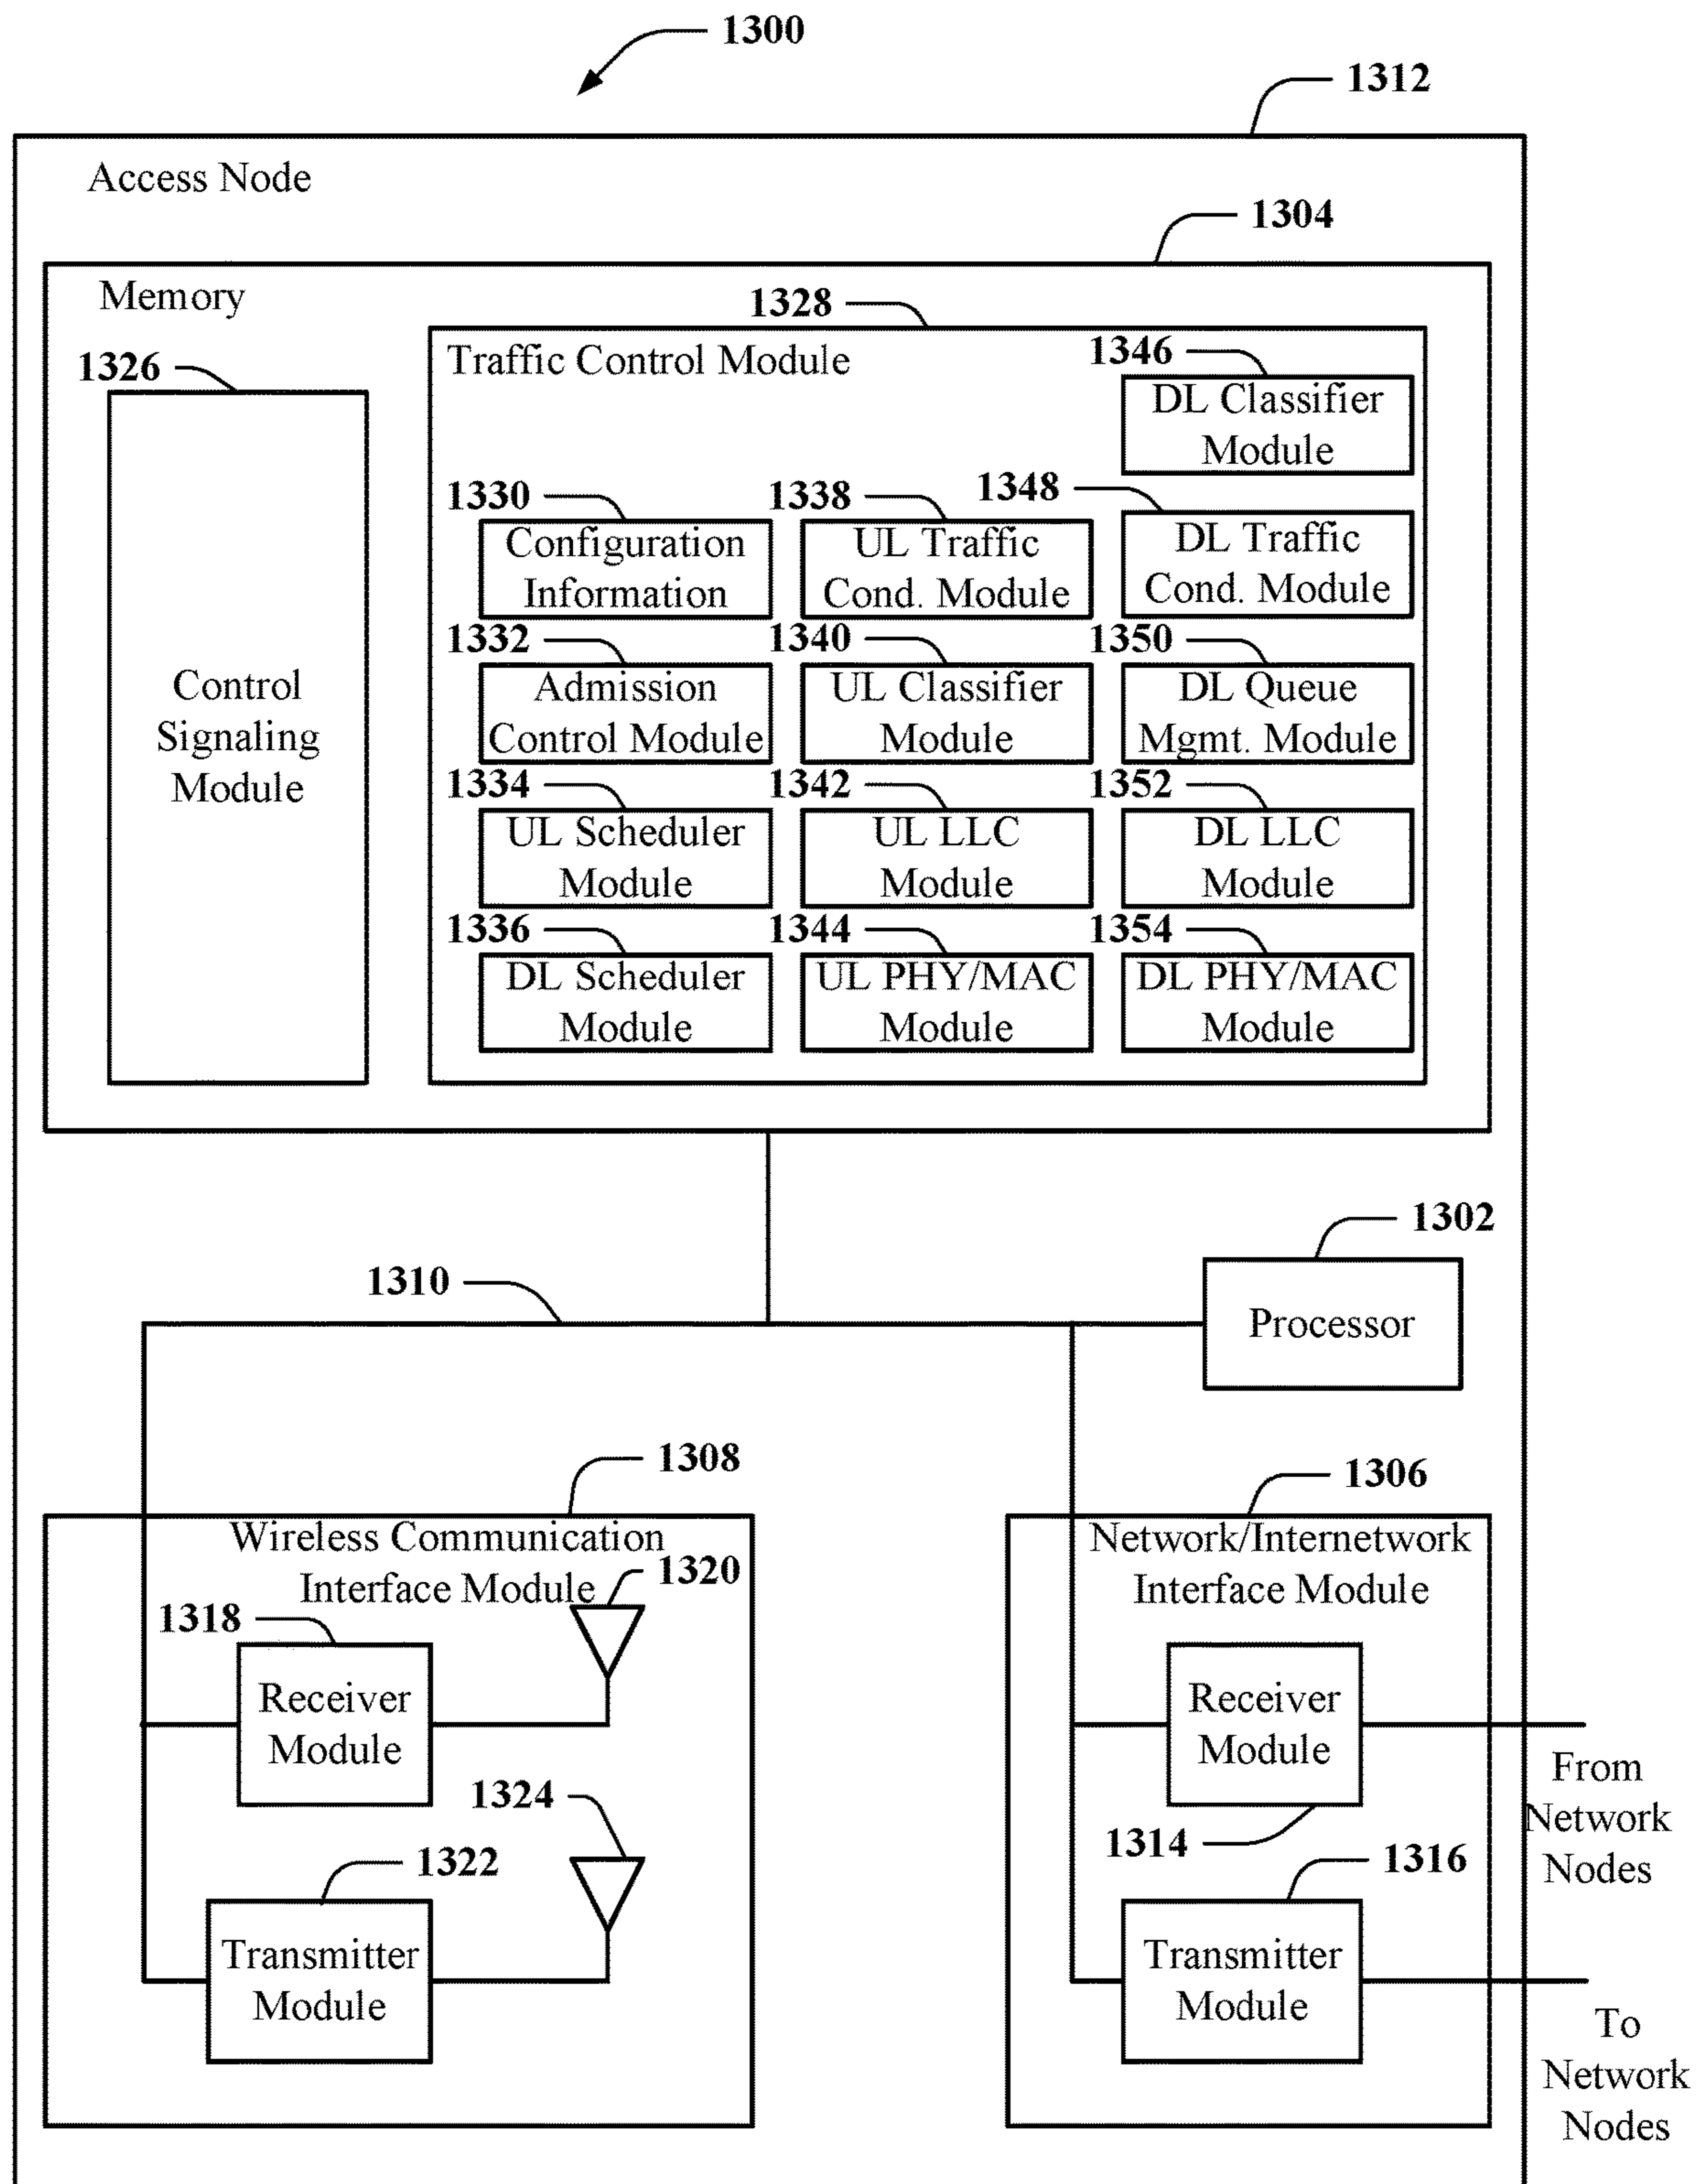 1300
1312
Access Node
1304
Memory
1328
1326
Traffic Control Module
1346
DL Classifier
Module
1330
1338
1348
Configuration
Information
UL Traffic
Cond. Module
DL Traffic
Cond. Module
1332
1340
1350
Admission
Control Module
UL Classifier
Module
DL Queue
Mgmt. Module
Control
Signaling
Module
1334
1342
1352
UL Scheduler
Module
UL LLC
Module
DL LLC
Module
1336
1344
1354
DL Scheduler
Module
UL PHY/MAC
Module
DL PHY/MAC
Module
1302
1310
Processor
1308
1306
Wireless Communication
Interface Module
1320
Network/Internetwork
Interface Module
1318
Receiver
Module
Receiver
Module
From
Network
Nodes
1324
1314
1322
1316
Transmitter
Module
Transmitter
Module
To
Network
Nodes